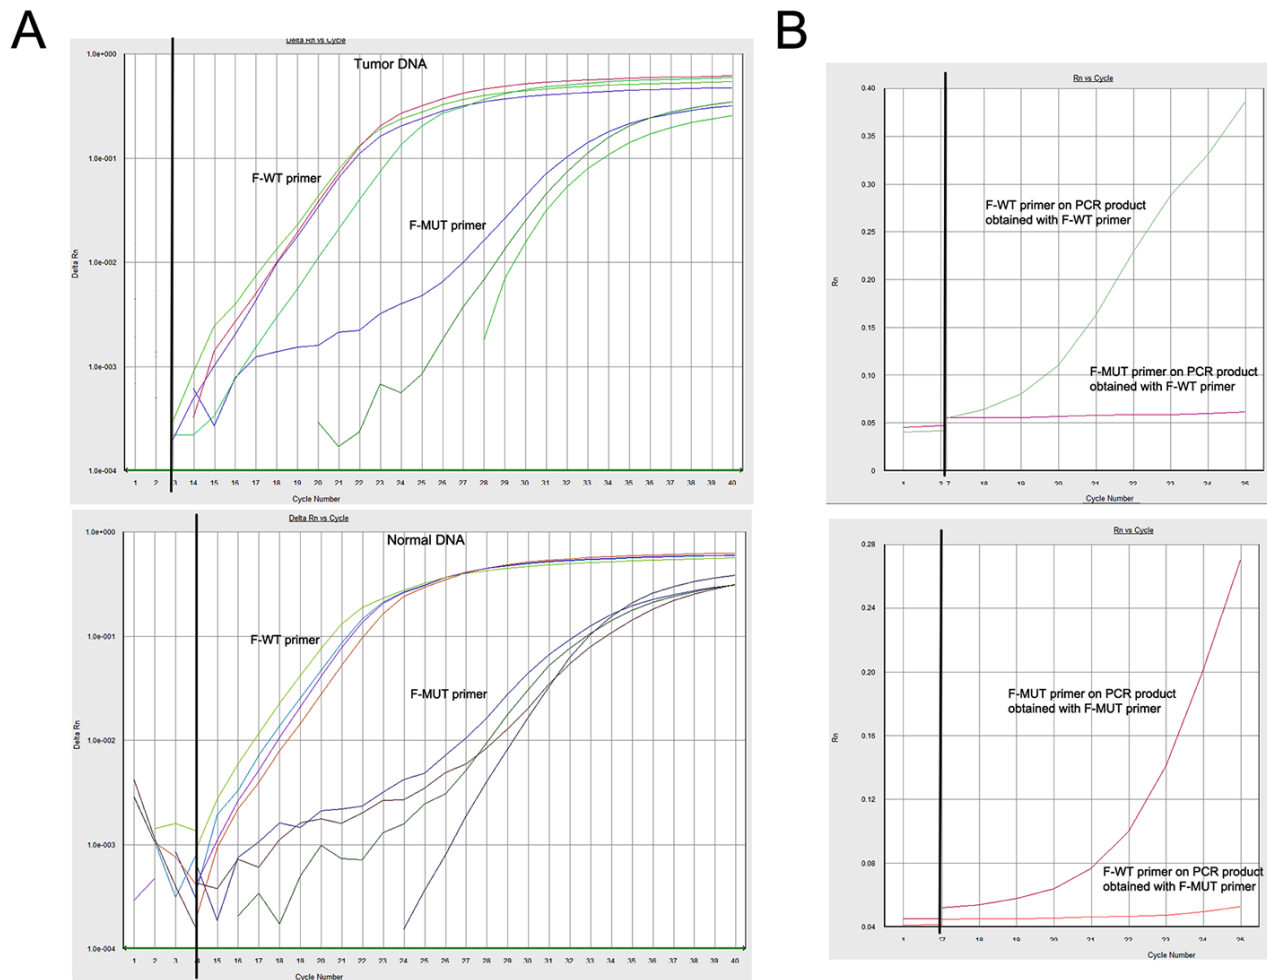 A
B
Delta Rn vs Cycle
Tumor DNA
1.0e+000
1.0e-001
1.0e-002
1.0e-003
1.0e-004
Delta Rn
F-WT primer
F-MUT primer
1 2 3 14 15 16 17 18 19 20 21 22 23 24 25 26 27 28 29 30 31 32 33 34 35 36 37 38 39 40
Cycle Number
Delta Rn vs Cycle
Normal DNA
1.0e+000
1.0e-001
1.0e-002
1.0e-003
1.0e-004
Delta Rn
F-WT primer
F-MUT primer
1 2 3 4 15 16 17 18 19 20 21 22 23 24 25 26 27 28 29 30 31 32 33 34 35 36 37 38 39 40
Cycle Number
Rn vs Cycle
0.40
0.35
0.30
0.25
0.20
0.15
0.10
0.05
0
Rn
F-WT primer on PCR product
obtained with F-WT primer
F-MUT primer on PCR product
obtained with F-WT primer
1 2 7 18 19 20 21 22 23 24 25
Cycle Number
Rn vs Cycle
0.28
0.24
0.20
0.16
0.12
0.08
0.04
Rn
F-MUT primer on PCR product
obtained with F-MUT primer
F-WT primer on PCR product
obtained with F-MUT primer
1 7 18 19 20 21 22 23 24 25
Cycle Number